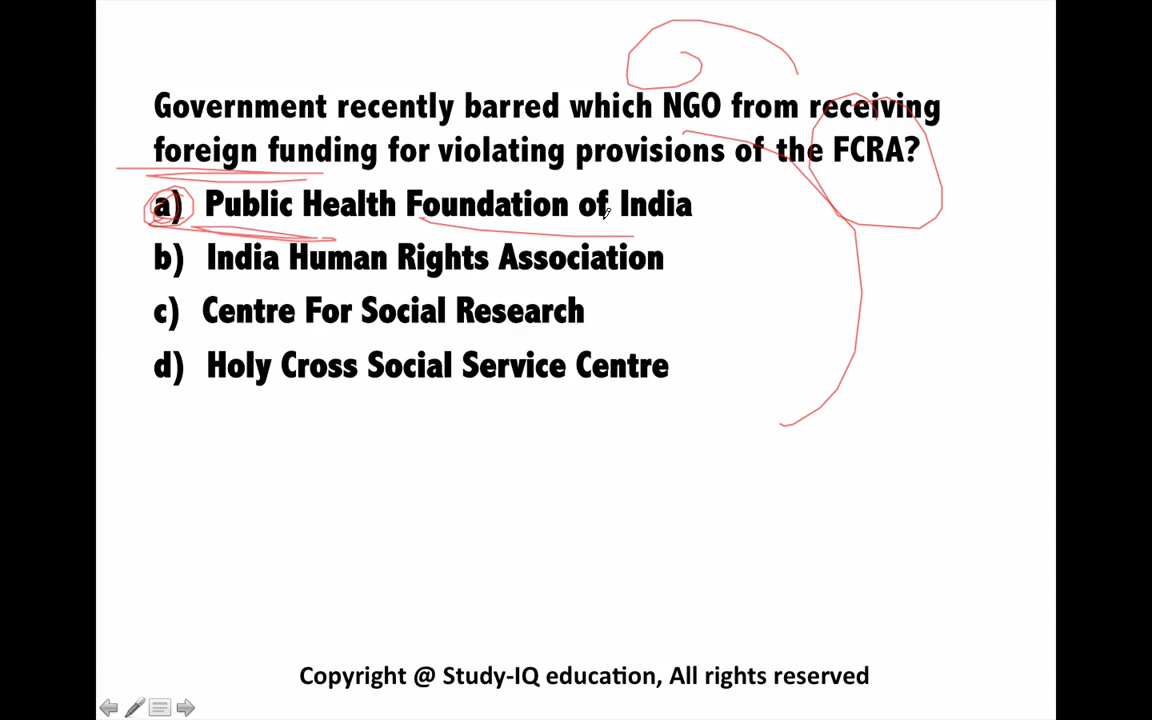 Government recently barred which NGO from receiving
foreign funding for violating provisions of the FCRA?
a) Public Health Foundation of India
b) India Human Rights Association
c) Centre For Social Research
d) Holy Cross Social Service Centre
Copyright @ Study-IQ education, All rights reserved